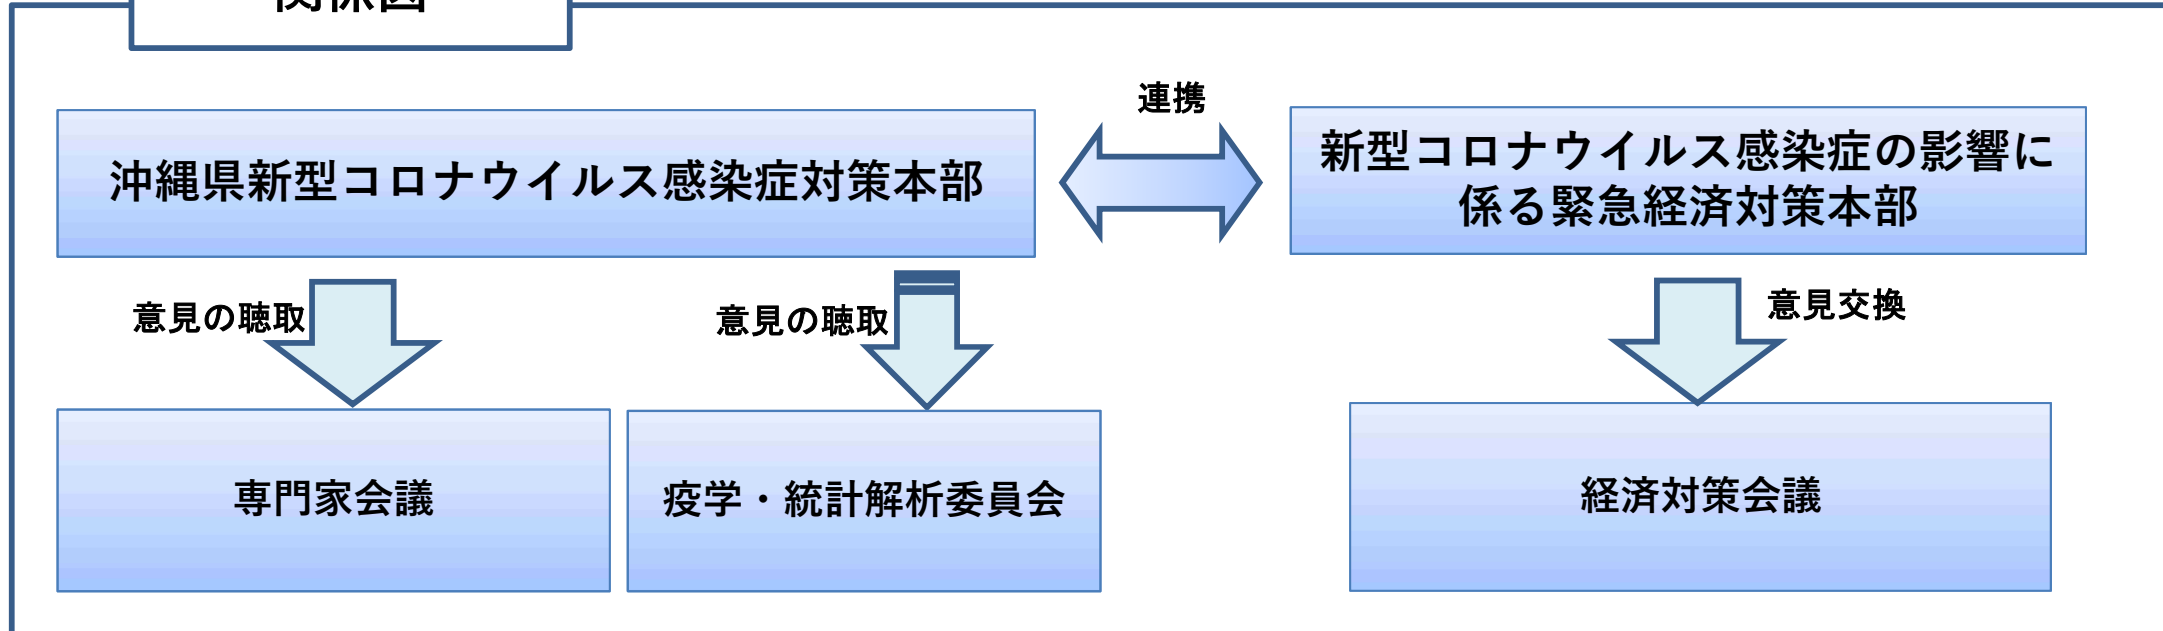 関係図
連携
沖縄県新型コロナウイルス感染症対策本部
新型コロナウイルス感染症の影響に
係る緊急経済対策本部
意見の聴取
意見の聴取
意見交換
専門家会議
疫学・統計解析委員会
経済対策会議